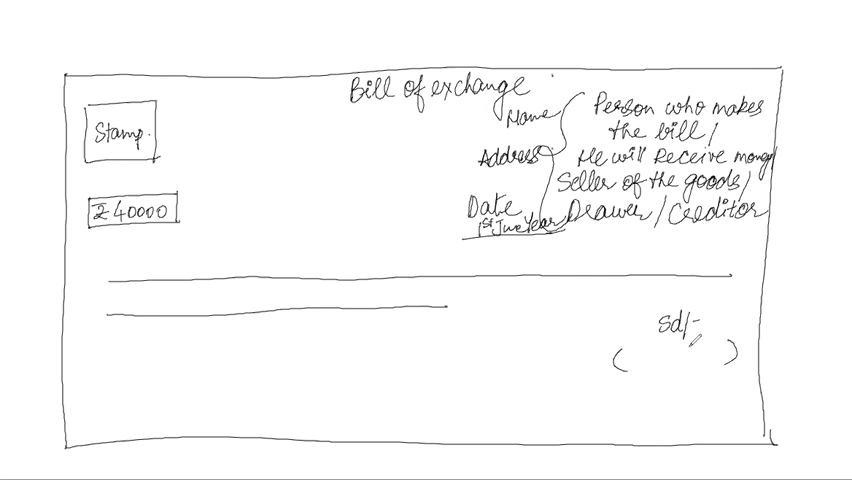 Bill of exchange
Stamp.
Name
Person who makes
the bill/
Address
He will Receive money/
Seller of the goods/
₹40000
Date
Drawer/Creditor
1st June Year
sd/-
( )